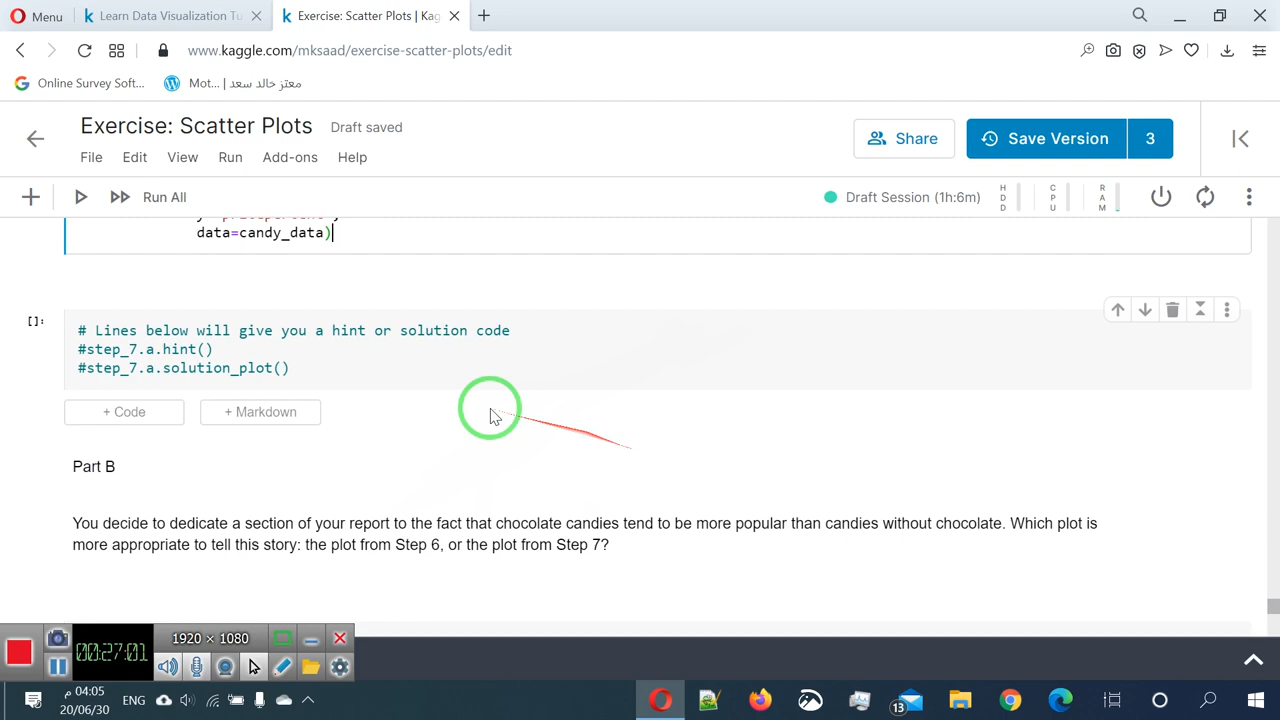 Menu
Learn Data Visualization Tu
Exercise: Scatter Plots | Kag
www.kaggle.com/mksaad/exercise-scatter-plots/edit
Online Survey Soft...
Mot... | معتز خالد سعد
Exercise: Scatter Plots
Draft saved
Share
Save Version
3
File Edit View Run Add-ons Help
Run All
Draft Session (1h:6m)
HDD
CPU
RAM
data=candy_data)
[]:
# Lines below will give you a hint or solution code
#step_7.a.hint()
#step_7.a.solution_plot()
+ Code
+ Markdown
Part B
You decide to dedicate a section of your report to the fact that chocolate candies tend to be more popular than candies without chocolate. Which plot is
more appropriate to tell this story: the plot from Step 6, or the plot from Step 7?
00:27:01
1920 × 1080
04:05 م
20/06/30
ENG
13